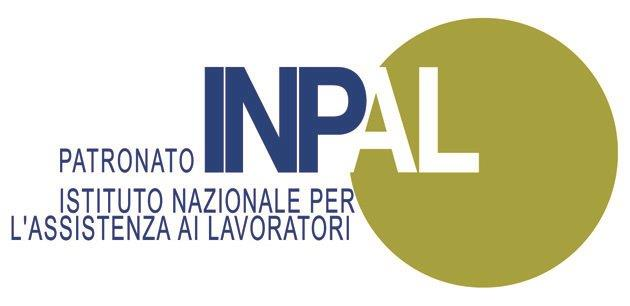 PATRONATO INPAL
ISTITUTO NAZIONALE PER
L'ASSISTENZA AI LAVORATORI